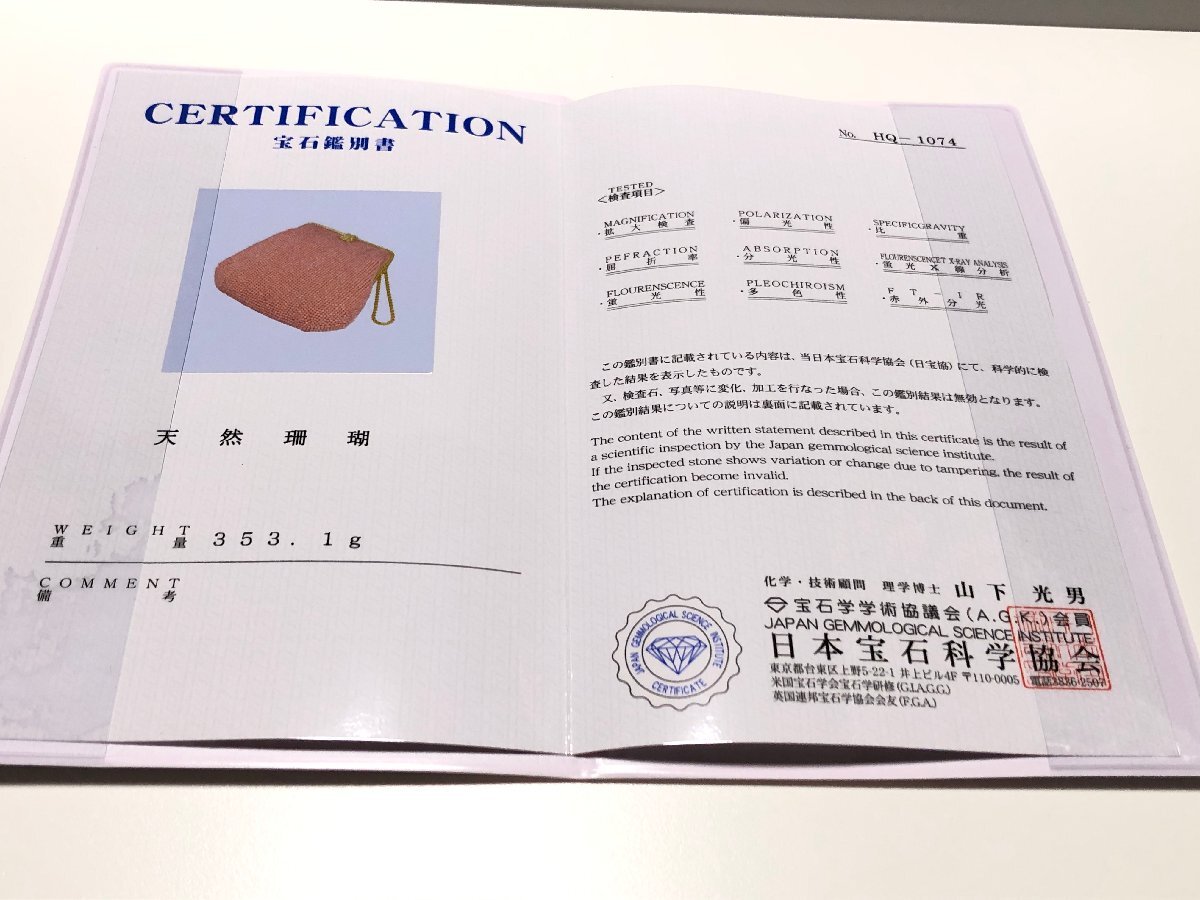 CERTIFICATION
宝石鑑別書
天然珊瑚
WEIGHT
重量 353.1g
COMMENT
備考
No. HQ-1074
TESTED
<検査項目>
MAGNIFICATION
・拡大検査
POLARIZATION
・偏光性
SPECIFICGRAVITY
・比重
PEFRACTION
・屈折率
ABSORPTION
・分光性
FLOURENSCENCET X-RAY ANALYSIS
・蛍光X線分析
FLOURENSCENCE
・蛍光性
PLEOCHIROISM
・多色性
FT-IR
・赤外分光
この鑑別書に記載されている内容は、当日本宝石科学協会(日宝協)にて、科学的に検
査した結果を表示したものです。
又、検査石、写真等に変化、加工を行なった場合、この鑑別結果は無効となります。
この鑑別結果についての説明は裏面に記載されています。
The content of the written statement described in this certificate is the result of
a scientific inspection by the Japan gemmological science institute.
If the inspected stone shows variation or change due to tampering, the result of
the certification become invalid.
The explanation of certification is described in the back of this document.
化学・技術顧問 理学博士 山下光男
宝石学学術協議会(A.G.K.)会員
JAPAN GEMMOLOGICAL SCIENCE INSTITUTE
日本宝石科学協会
東京都台東区上野5-22-1 井上ビル4F 〒110-0005 電話3836-2507
米国宝石学会宝石学研修(G.I.A.G.G.)
英国連邦宝石学協会会友(F.G.A.)
JAPAN GEMMOLOGICAL SCIENCE INSTITUTE
CERTIFICATE